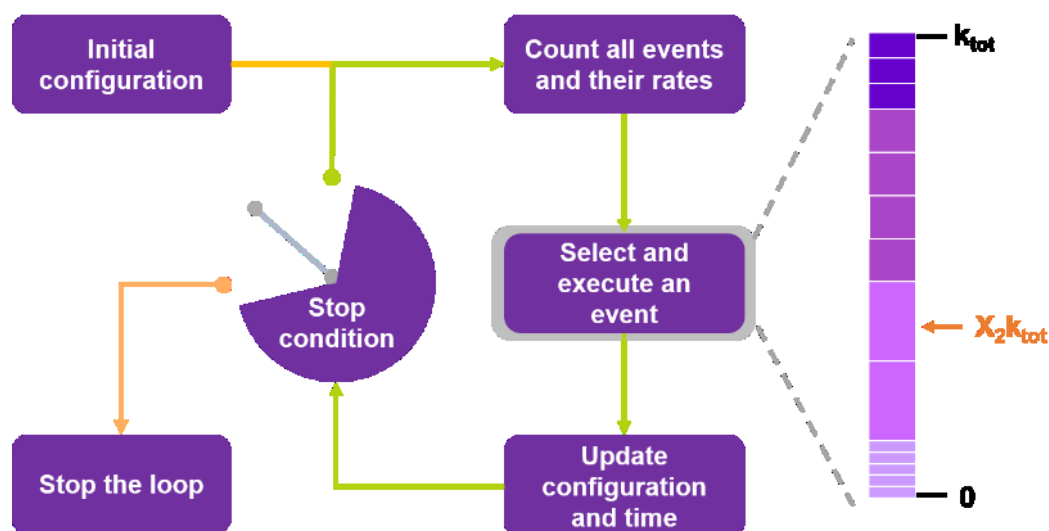 Initial
configuration
Count all events
and their rates
Select and
execute an
event
Stop
condition
Stop the loop
Update
configuration
and time
k_tot
X₂k_tot
0